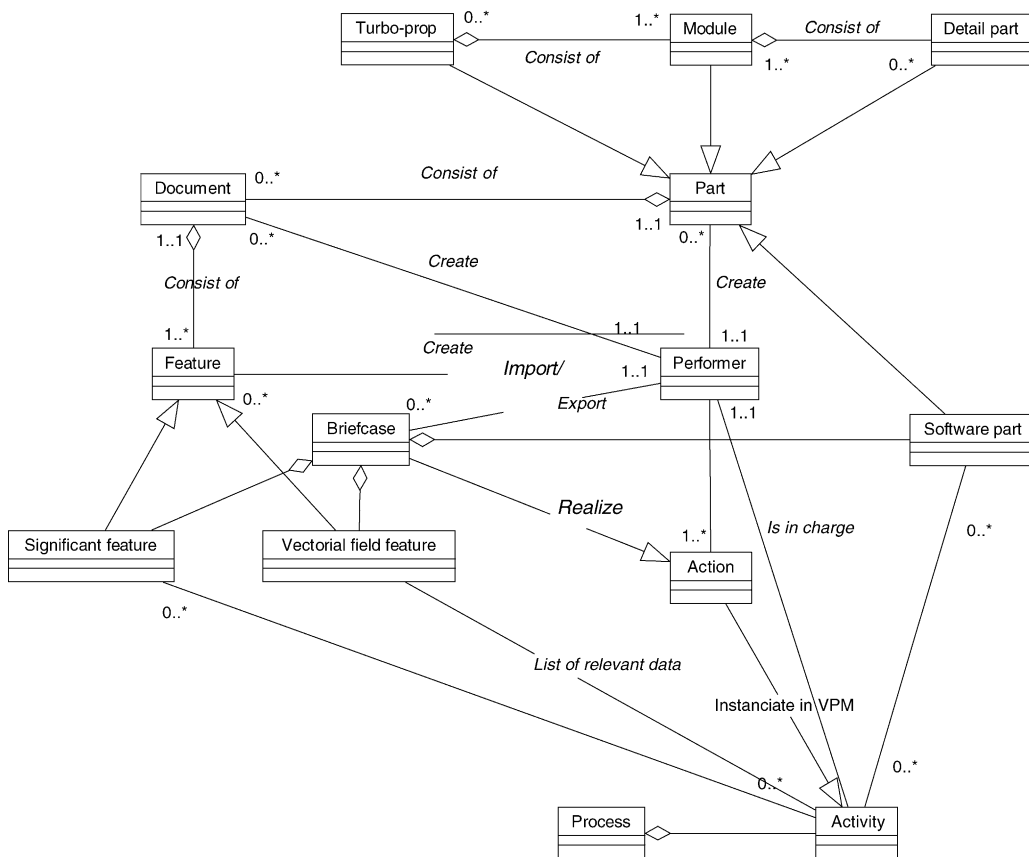 0..*
1..*
Turbo-prop
Module
Consist of
Detail part
Consist of
1..*
0..*
Consist of
0..*
Document
Part
1..1
1..1
0..*
0..*
Create
Create
Consist of
1..*
1..1
1..1
Create
Feature
Import/
1..1
Performer
0..*
0..*
Export
1..1
Briefcase
Software part
Realize
Is in charge
1..*
0..*
Significant feature
Vectorial field feature
Action
0..*
List of relevant data
Instanciate in VPM
0..*
0..*
Process
Activity